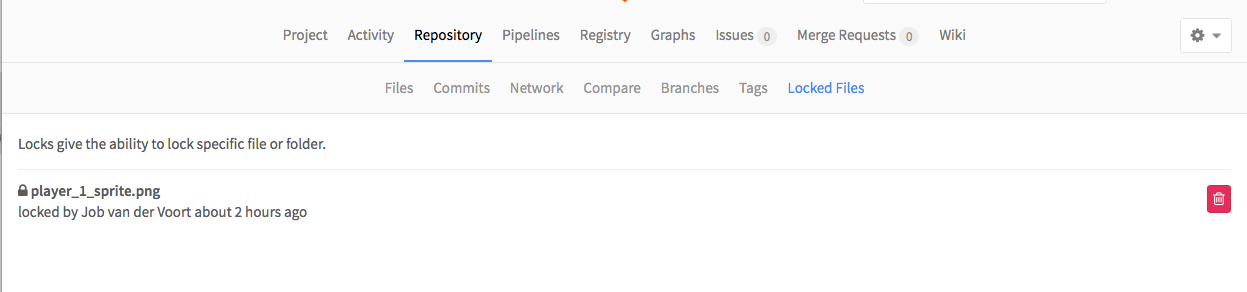 Project Activity Repository Pipelines Registry Graphs Issues 0 Merge Requests 0 Wiki
Files Commits Network Compare Branches Tags Locked Files
Locks give the ability to lock specific file or folder.
player_1_sprite.png
locked by Job van der Voort about 2 hours ago